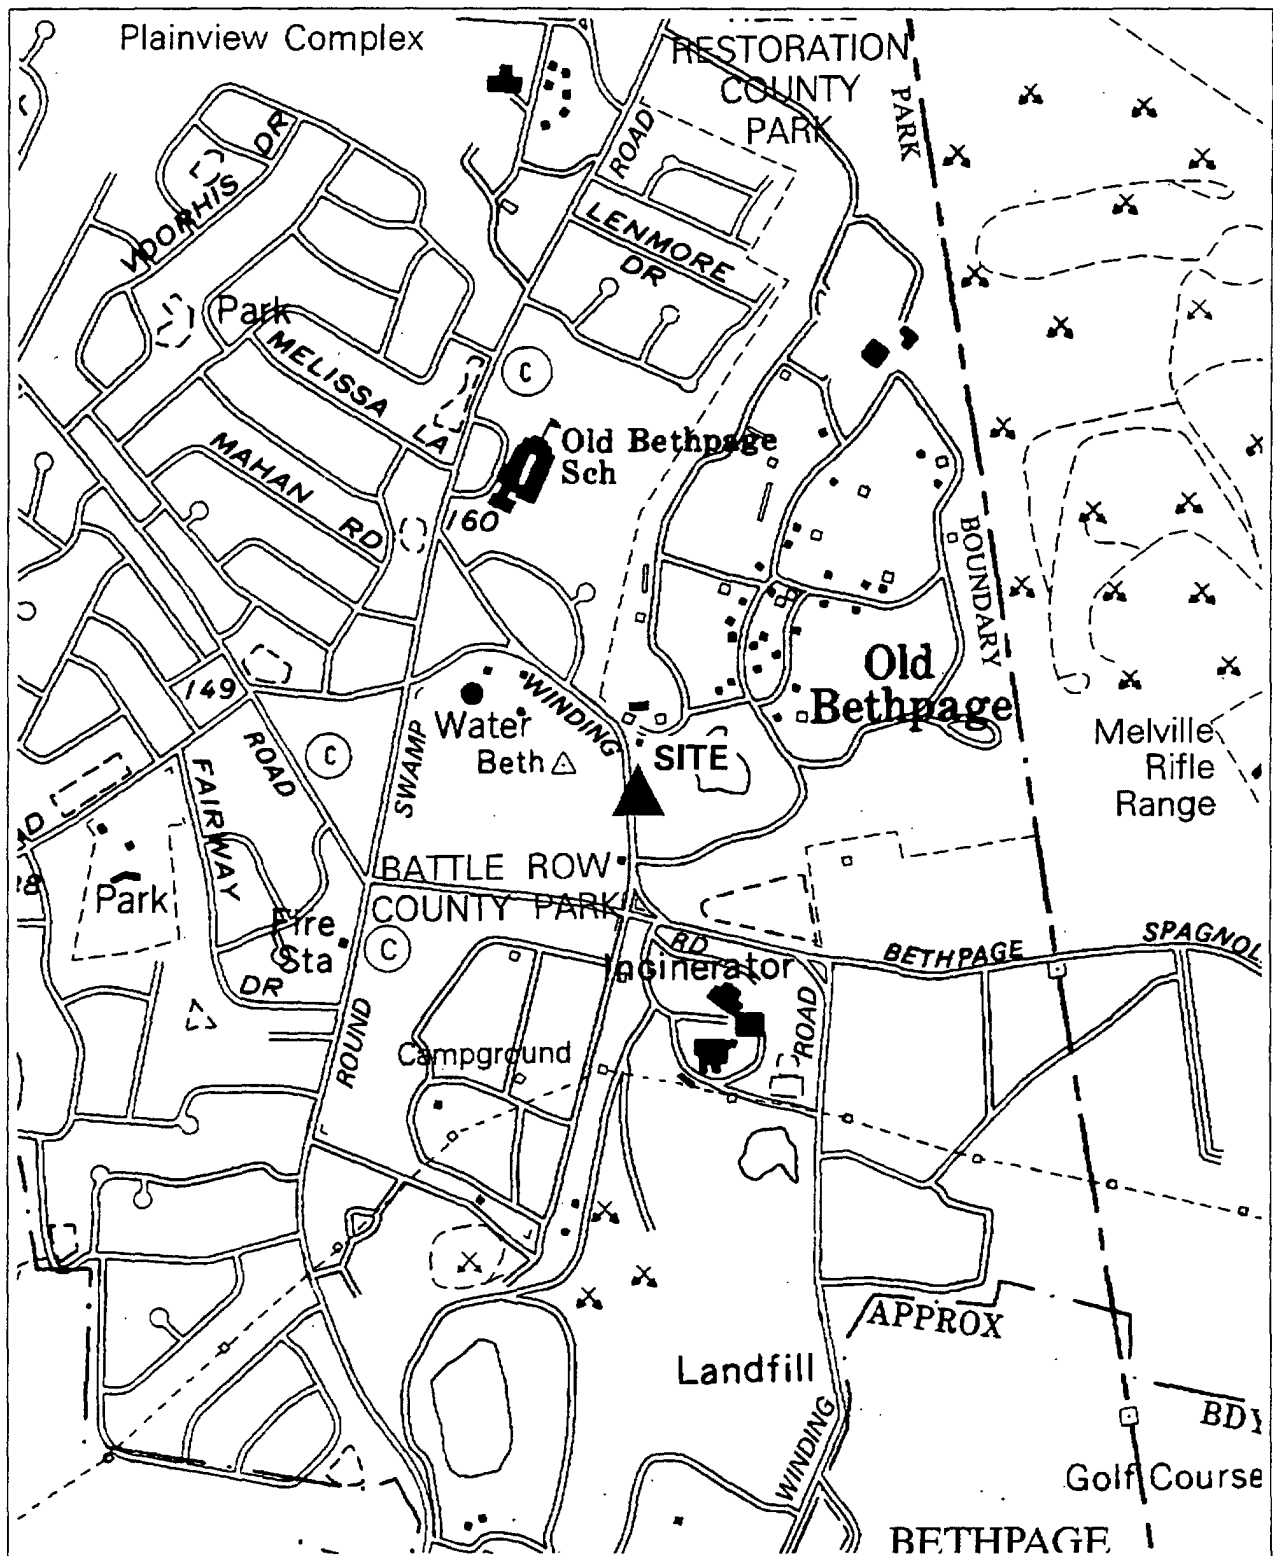 Plainview Complex
RESTORATION
COUNTY
PARK
PARK
ROAD
VOORHIS DR
LENMORE
DR
Park
MELISSA LA
C
Old Bethpage
Sch
MAHAN RD
160
BOUNDARY
Old
Bethpage
149
WINDING
Water
Beth
SITE
SWAMP
ROAD
C
FAIRWAY
Melville
Rifle
Range
BATTLE ROW
COUNTY PARK
Park
Fire
Sta
C
RD
Incinerator
BETHPAGE
SPAGNOL
DR
ROUND
ROAD
Campground
APPROX
Landfill
WINDING
BDY
Golf Course
BETHPAGE